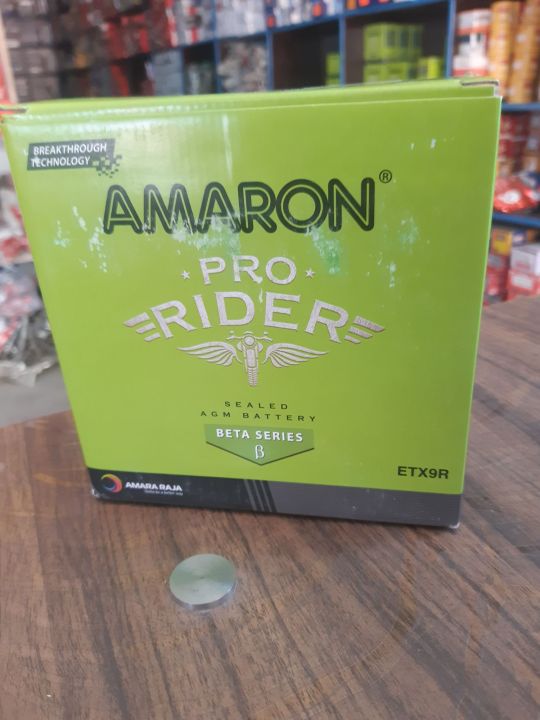 BREAKTHROUGH
TECHNOLOGY
AMARON®
PRO
RIDER
SEALED
AGM BATTERY
BETA SERIES
β
ETX9R
AMARA RAJA